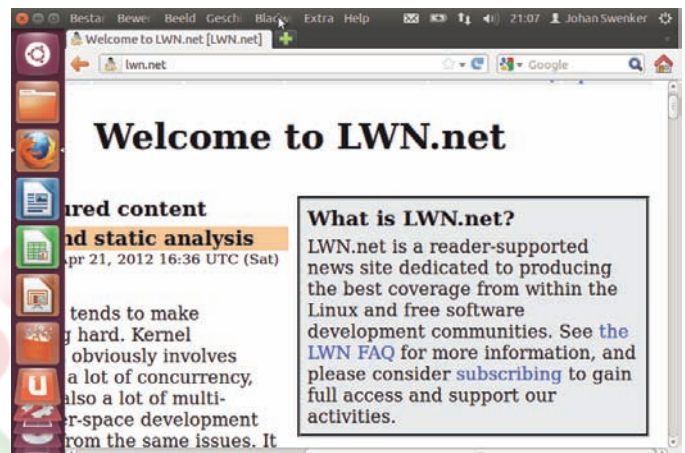 Bestar Bewer Beeld Geschi Bladw Extra Help 21:07 Johan Swenker
Welcome to LWN.net [LWN.net]
lwn.net Google
Welcome to LWN.net
ured content
nd static analysis
Apr 21, 2012 16:36 UTC (Sat)
tends to make
g hard. Kernel
obviously involves
a lot of concurrency,
also a lot of multi-
er-space development
from the same issues. It
What is LWN.net?
LWN.net is a reader-supported
news site dedicated to producing
the best coverage from within the
Linux and free software
development communities. See the
LWN FAQ for more information, and
please consider subscribing to gain
full access and support our
activities.